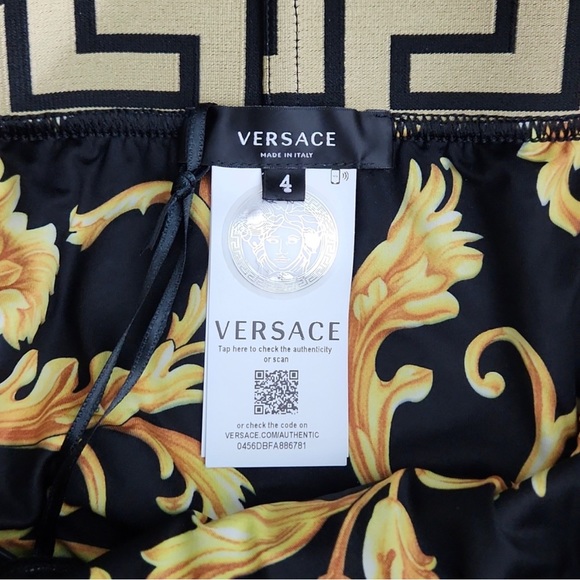 VERSACE
MADE IN ITALY
4
VERSACE
Tap here to check the authenticity
or scan
or check the code on
VERSACE.COM/AUTHENTIC
0456DBFA886781